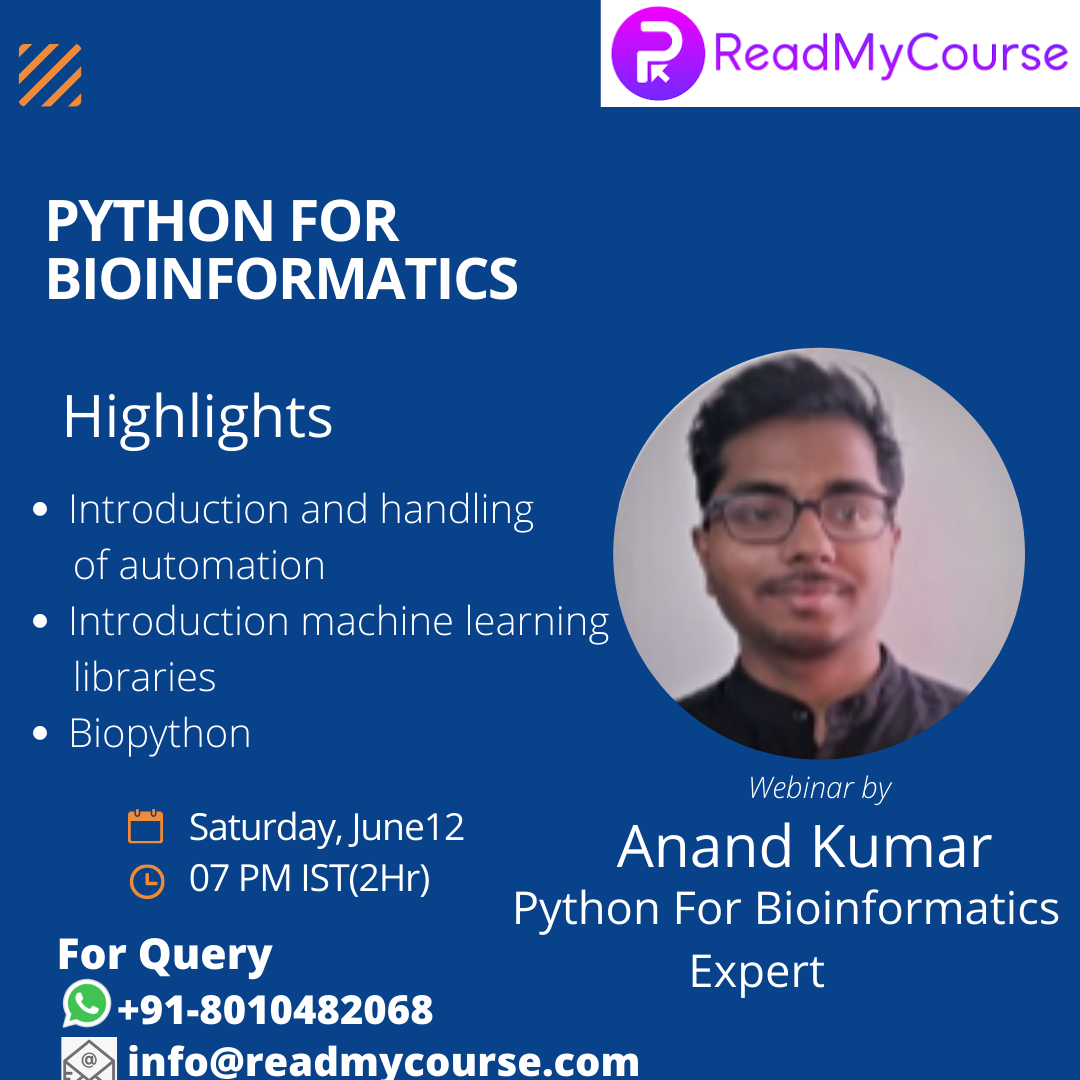 ReadMyCourse
PYTHON FOR
BIOINFORMATICS
Highlights
• Introduction and handling
of automation
• Introduction machine learning
libraries
• Biopython
Saturday, June12
07 PM IST(2Hr)
Webinar by
Anand Kumar
Python For Bioinformatics
Expert
For Query
+91-8010482068
@
info@readmycourse.com